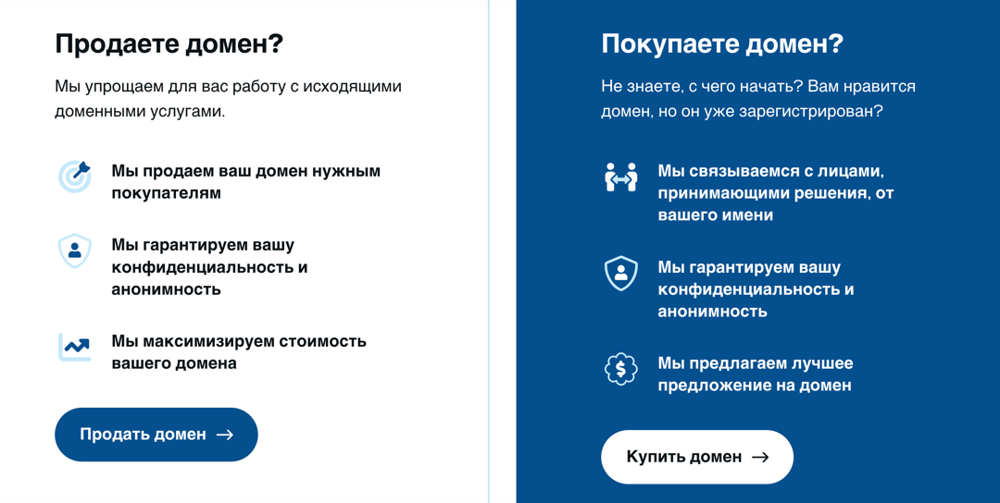 Продаете домен?
Мы упрощаем для вас работу с исходящими
доменными услугами.
Мы продаем ваш домен нужным
покупателям
Мы гарантируем вашу
конфиденциальность и
анонимность
Мы максимизируем стоимость
вашего домена
Продать домен →
Покупаете домен?
Не знаете, с чего начать? Вам нравится
домен, но он уже зарегистрирован?
Мы связываемся с лицами,
принимающими решения, от
вашего имени
Мы гарантируем вашу
конфиденциальность и
анонимность
$
Мы предлагаем лучшее
предложение на домен
Купить домен →